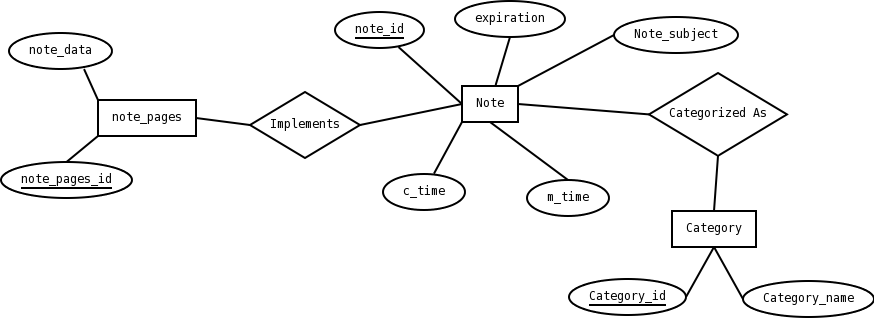 note_id
expiration
Note_subject
note_data
note_pages
Implements
Note
Categorized As
note_pages_id
c_time
m_time
Category
Category_id
Category_name